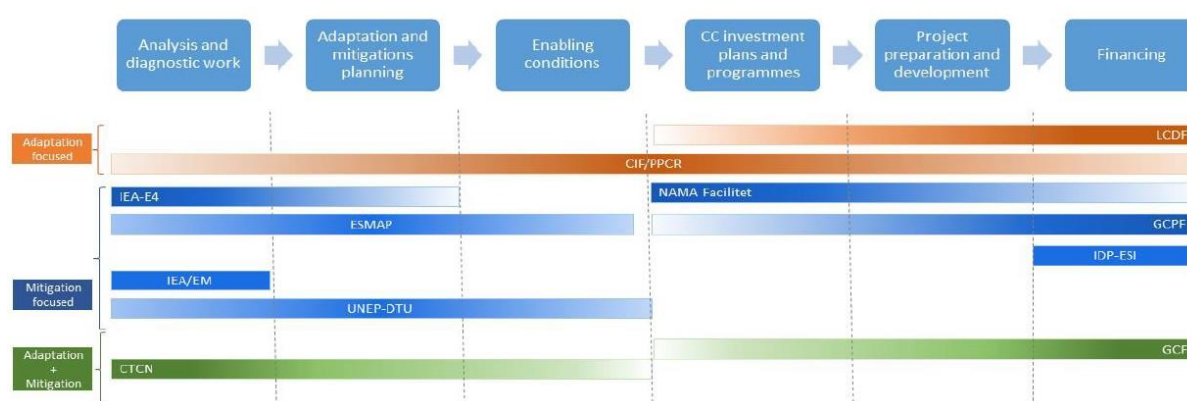 Analysis and
diagnostic work
Adaptation and
mitigations
planning
Enabling
conditions
CC investment
plans and
programmes
Project
preparation and
development
Financing
Adaptation
focused
LCDF
CIF/PPCR
Mitigation
focused
IEA-E4
NAMA Facilitet
ESMAP
GCPF
IDP-ESI
IEA/EM
UNEP-DTU
Adaptation
+
Mitigation
GCF
CTCN